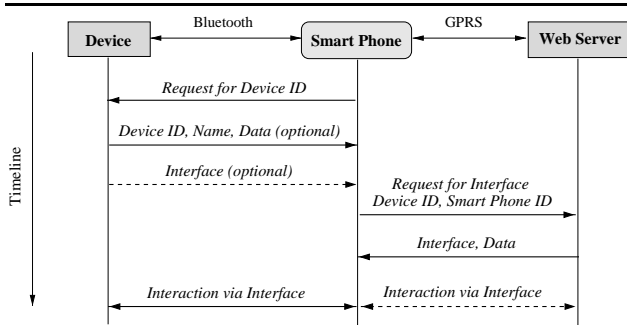 Bluetooth
GPRS
Device
Smart Phone
Web Server
Request for Device ID
Device ID, Name, Data (optional)
Interface (optional)
Request for Interface
Device ID, Smart Phone ID
Interface, Data
Interaction via Interface
Interaction via Interface
Timeline